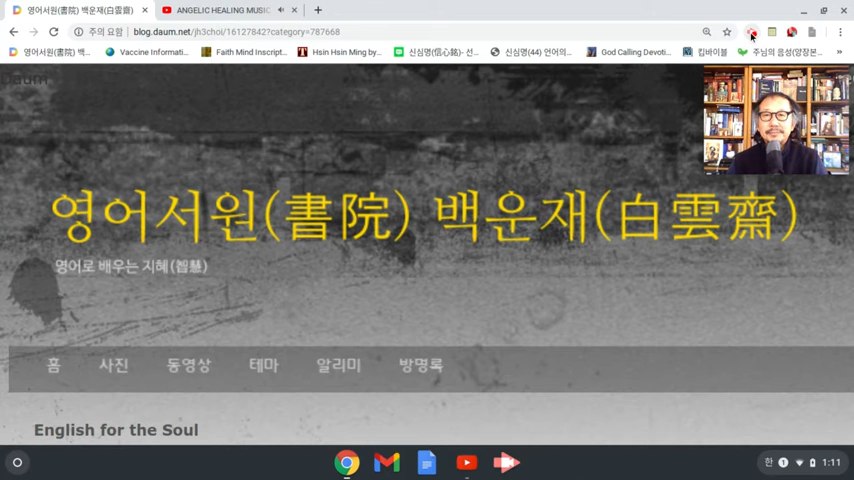 영어서원(書院) 백운재(白雲齋)
ANGELIC HEALING MUSIC
주의 요함
blog.daum.net/jh3choi/16127842?category=787668
영어서원(書院) 백...
Vaccine Informati...
Faith Mind Inscript...
Hsin Hsin Ming by...
신심명(信心銘)-선...
신심명(44) 언어의...
God Calling Devoti...
킹바이블
주님의 음성(양장본...
Daum
영어서원(書院) 백운재(白雲齋)
영어로 배우는 지혜(智慧)
홈 사진 동영상 테마 알리미 방명록
English for the Soul
한 1 1:11